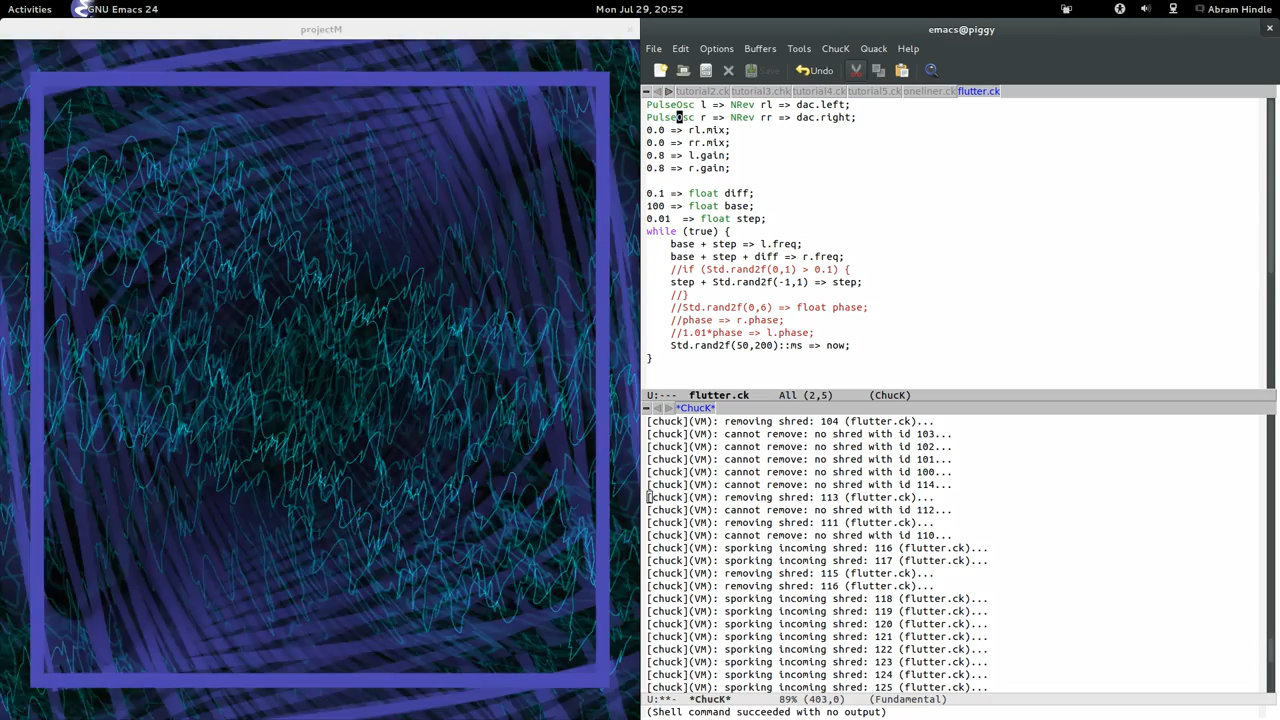 Activities GNU Emacs 24 Mon Jul 29, 20:52 Abram Hindle
projectM
emacs@piggy
File Edit Options Buffers Tools ChucK Quack Help
Save Undo
tutorial2.ck tutorial3.chk tutorial4.ck tutorial5.ck oneliner.ck flutter.ck
PulseOsc l => NRev rl => dac.left;
PulseOsc r => NRev rr => dac.right;
0.0 => rl.mix;
0.0 => rr.mix;
0.8 => l.gain;
0.8 => r.gain;
0.1 => float diff;
100 => float base;
0.01  => float step;
while (true) {
    base + step => l.freq;
    base + step + diff => r.freq;
    //if (Std.rand2f(0,1) > 0.1) {
    step + Std.rand2f(-1,1) => step;
    //}
    //Std.rand2f(0,6) => float phase;
    //phase => r.phase;
    //1.01*phase => l.phase;
    Std.rand2f(50,200)::ms => now;
}
U:--- flutter.ck All (2,5) (ChucK)
*ChucK*
[chuck](VM): removing shred: 104 (flutter.ck)...
[chuck](VM): cannot remove: no shred with id 103...
[chuck](VM): cannot remove: no shred with id 102...
[chuck](VM): cannot remove: no shred with id 101...
[chuck](VM): cannot remove: no shred with id 100...
[chuck](VM): cannot remove: no shred with id 114...
[chuck](VM): removing shred: 113 (flutter.ck)...
[chuck](VM): cannot remove: no shred with id 112...
[chuck](VM): removing shred: 111 (flutter.ck)...
[chuck](VM): cannot remove: no shred with id 110...
[chuck](VM): sporking incoming shred: 116 (flutter.ck)...
[chuck](VM): sporking incoming shred: 117 (flutter.ck)...
[chuck](VM): removing shred: 115 (flutter.ck)...
[chuck](VM): removing shred: 116 (flutter.ck)...
[chuck](VM): sporking incoming shred: 118 (flutter.ck)...
[chuck](VM): sporking incoming shred: 119 (flutter.ck)...
[chuck](VM): sporking incoming shred: 120 (flutter.ck)...
[chuck](VM): sporking incoming shred: 121 (flutter.ck)...
[chuck](VM): sporking incoming shred: 122 (flutter.ck)...
[chuck](VM): sporking incoming shred: 123 (flutter.ck)...
[chuck](VM): sporking incoming shred: 124 (flutter.ck)...
[chuck](VM): sporking incoming shred: 125 (flutter.ck)...
U:**- *ChucK* 89% (403,0) (Fundamental)
(Shell command succeeded with no output)